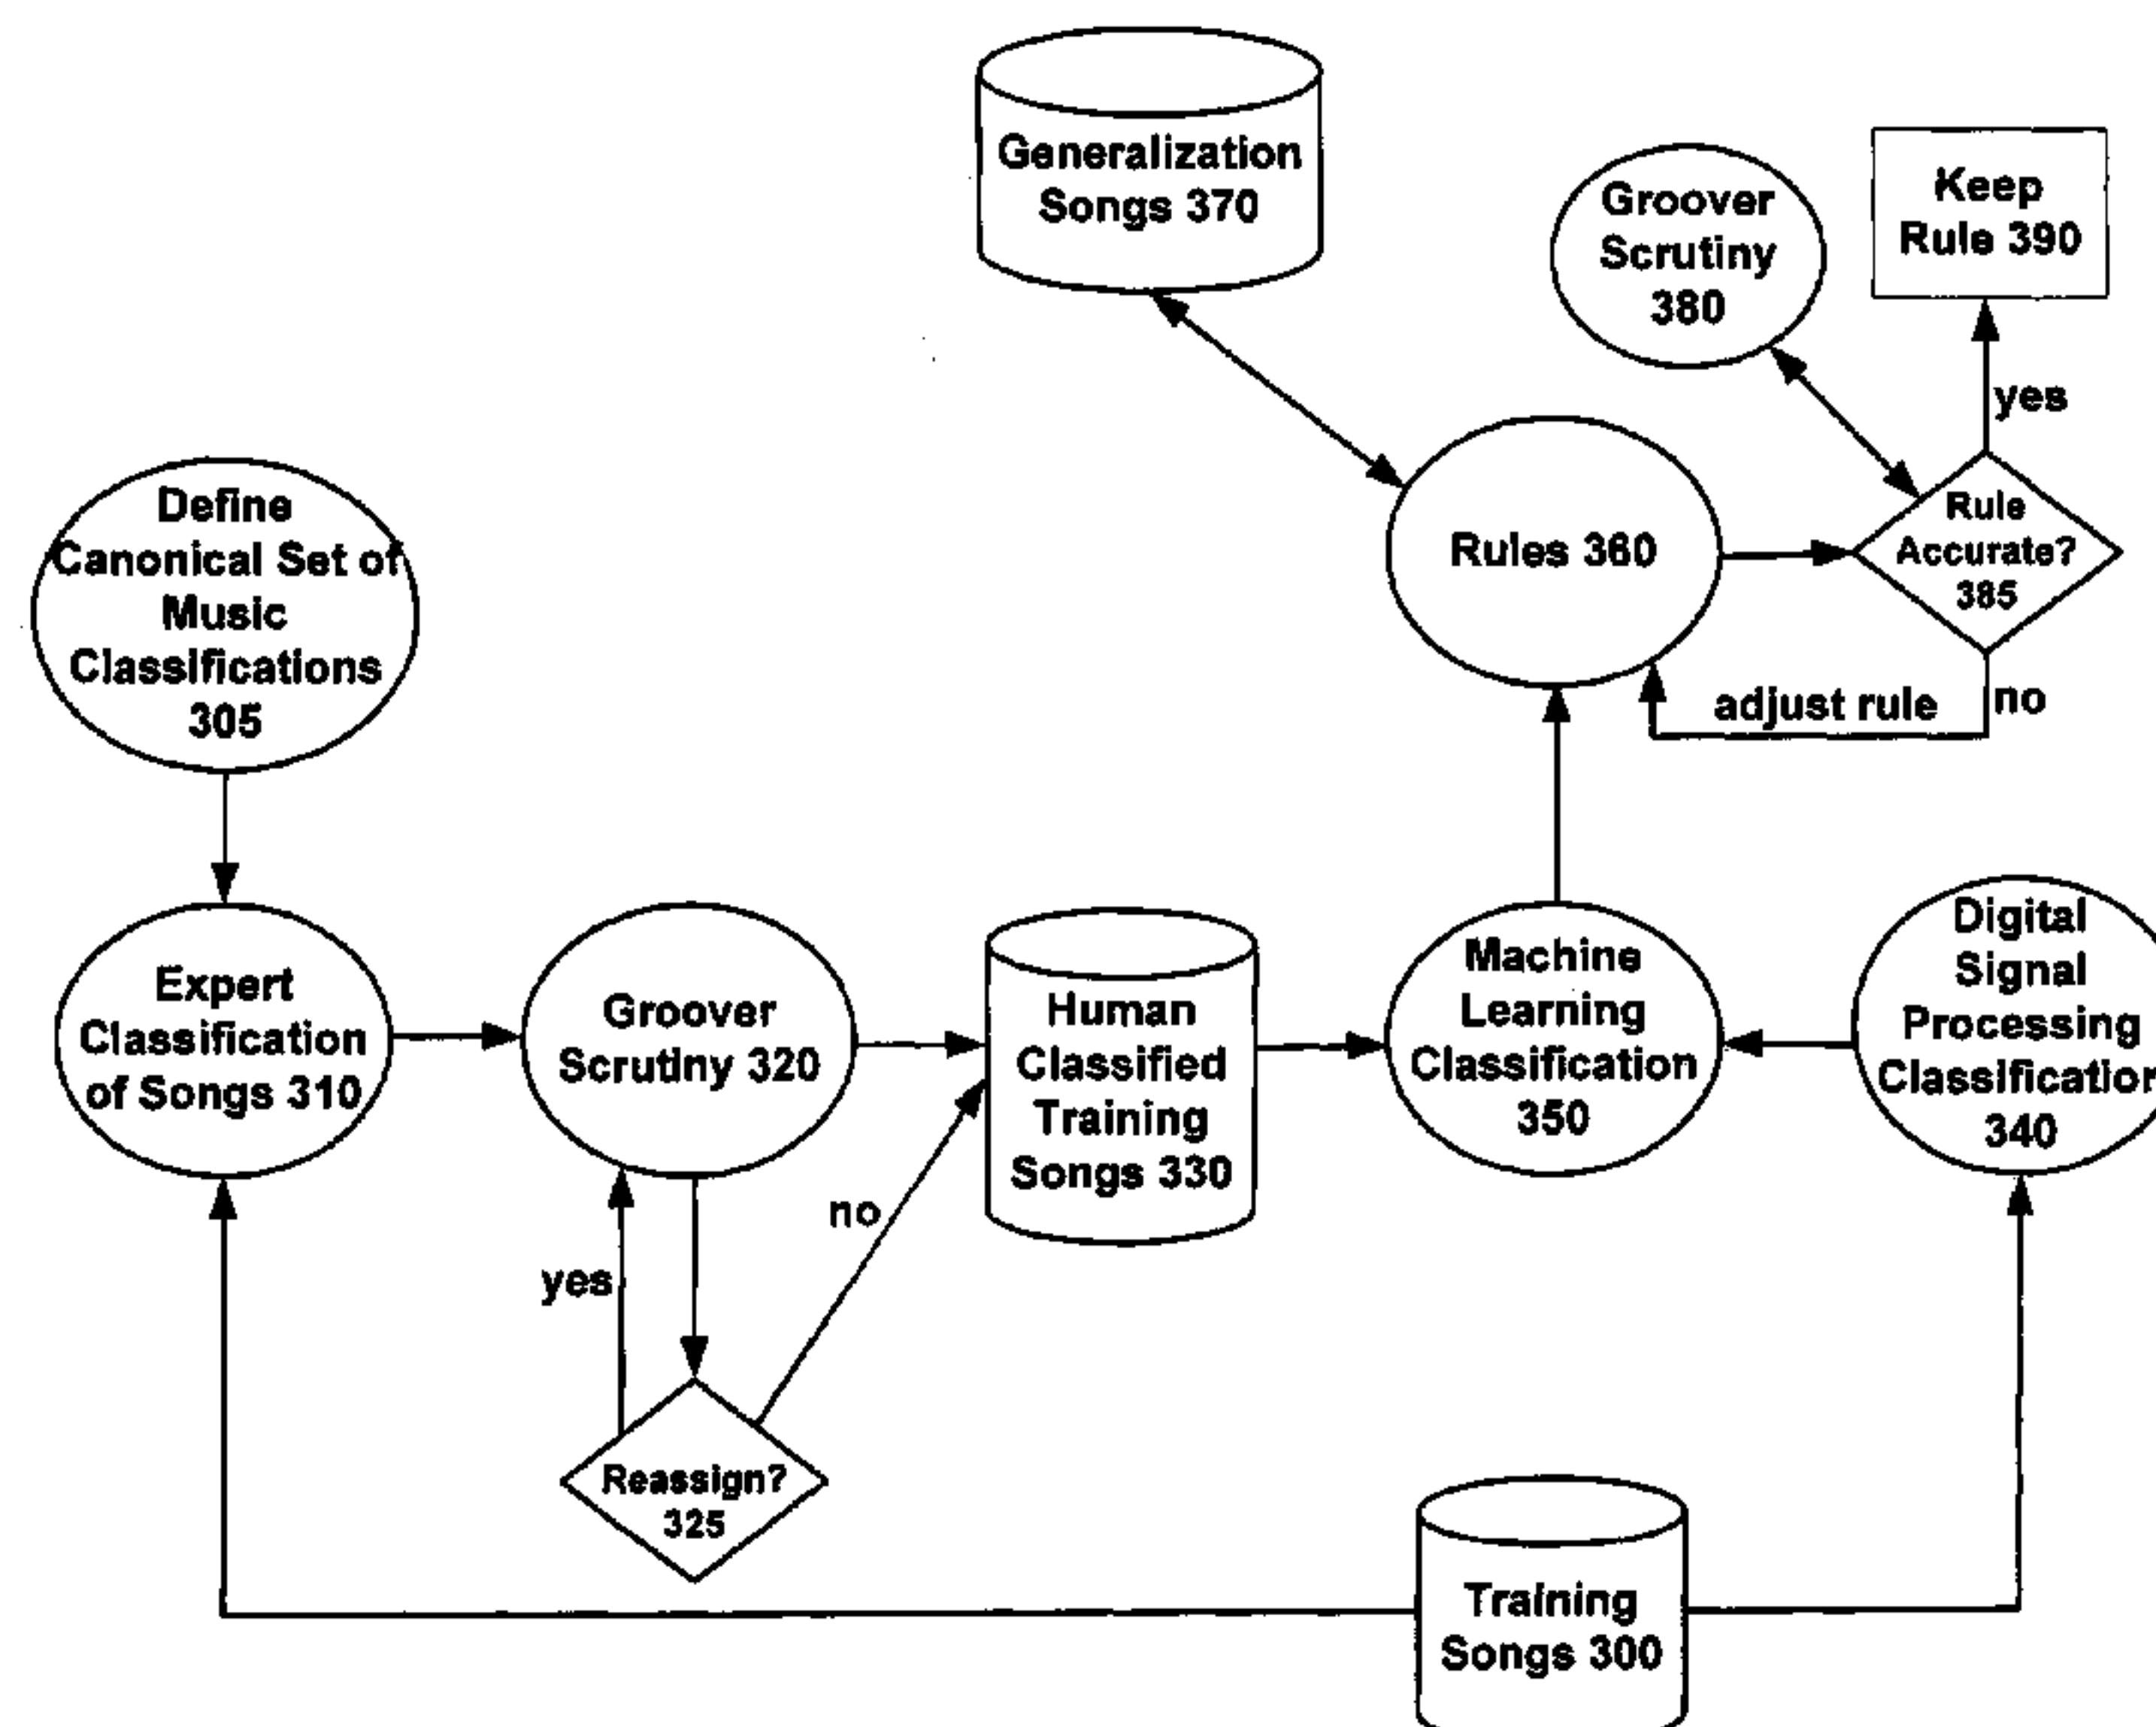 Generalization
Songs 370
Groover
Scrutiny
380
Keep
Rule 390
yes
Define
Canonical Set of
Music
Classifications
305
Rules 360
Rule
Accurate?
385
adjust rule
no
Expert
Classification
of Songs 310
Groover
Scrutiny 320
Human
Classified
Training
Songs 330
Machine
Learning
Classification
350
Digital
Signal
Processing
Classification
340
no
yes
Reassign?
325
Training
Songs 300